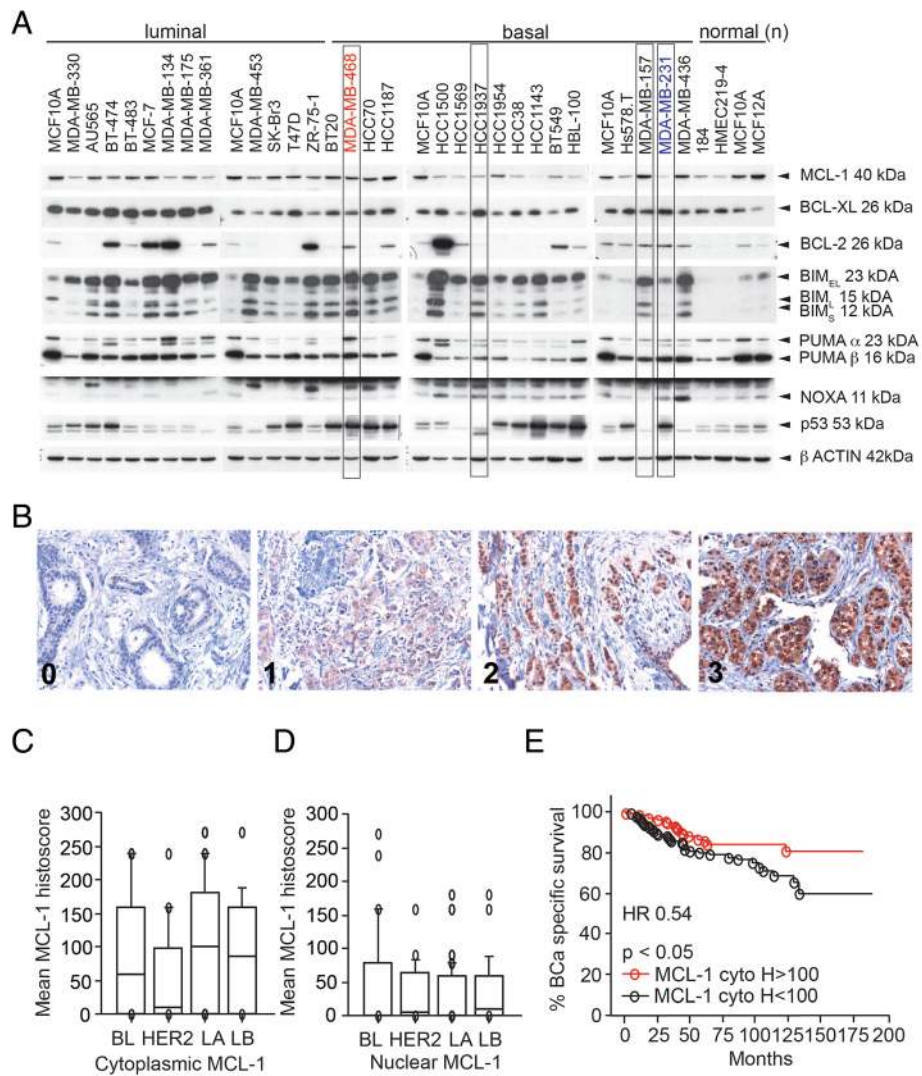 A
luminal basal normal (n)
MCF10A
MDA-MB-330
AU565
BT-474
BT-483
MCF-7
MDA-MB-134
MDA-MB-175
MDA-MB-361
MCF10A
MDA-MB-453
SK-Br3
T47D
ZR-75-1
BT20
MDA-MB-468
HCC70
HCC1187
MCF10A
HCC1500
HCC1569
HCC1937
HCC1954
HCC38
HCC1143
BT549
HBL-100
MCF10A
Hs578.T
MDA-MB-157
MDA-MB-231
MDA-MB-436
184
HMEC219-4
MCF10A
MCF12A
MCL-1 40 kDa
BCL-XL 26 kDa
BCL-2 26 kDa
BIMEL 23 kDA
BIML 15 kDA
BIMS 12 kDA
PUMA α 23 kDA
PUMA β 16 kDA
NOXA 11 kDa
p53 53 kDa
β ACTIN 42kDa
B
0 1 2 3
C D E
Mean MCL-1 histoscore
300
250
200
150
100
50
0
BL HER2 LA LB
Cytoplasmic MCL-1
Mean MCL-1 histoscore
300
250
200
150
100
50
0
BL HER2 LA LB
Nuclear MCL-1
% BCa specific survival
100
80
60
40
20
0
HR 0.54
p < 0.05
MCL-1 cyto H>100
MCL-1 cyto H<100
0 25 50 75 100 125 150 175 200
Months